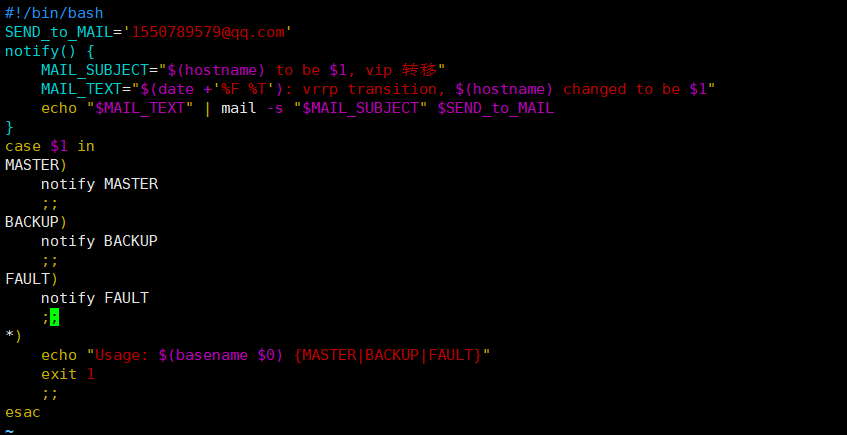 #!/bin/bash
SEND_to_MAIL='1550789579@qq.com'
notify() {
    MAIL_SUBJECT="$(hostname) to be $1, vip 转移"
    MAIL_TEXT="$(date +'%F %T'): vrrp transition, $(hostname) changed to be $1"
    echo "$MAIL_TEXT" | mail -s "$MAIL_SUBJECT" $SEND_to_MAIL
}
case $1 in
MASTER)
    notify MASTER
    ;;
BACKUP)
    notify BACKUP
    ;;
FAULT)
    notify FAULT
    ;;
*)
    echo "Usage: $(basename $0) {MASTER|BACKUP|FAULT}"
    exit 1
    ;;
esac
~